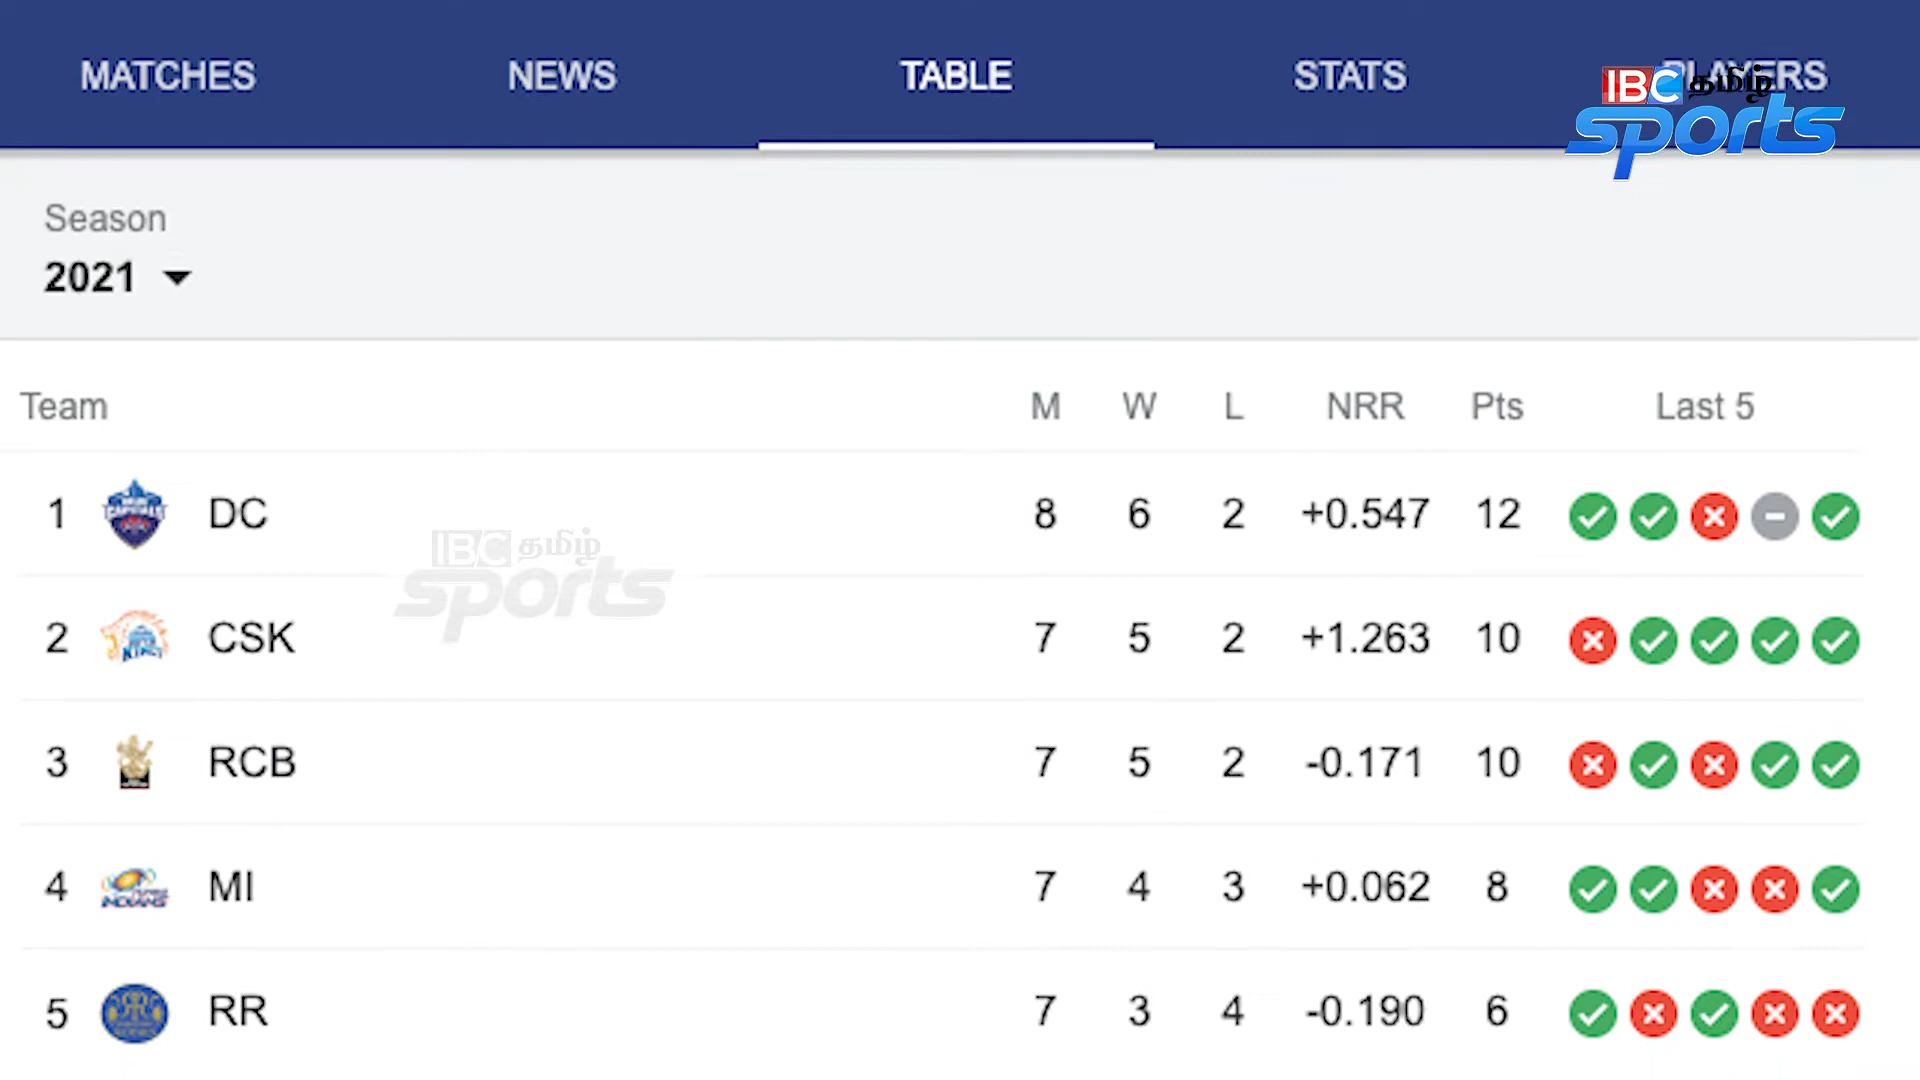 MATCHES NEWS TABLE STATS PLAYERS
IBC தமிழ்
sports
Season
2021
Team M W L NRR Pts Last 5
1 DC 8 6 2 +0.547 12
IBC தமிழ்
sports
2 CSK 7 5 2 +1.263 10
3 RCB 7 5 2 -0.171 10
4 MI 7 4 3 +0.062 8
5 RR 7 3 4 -0.190 6